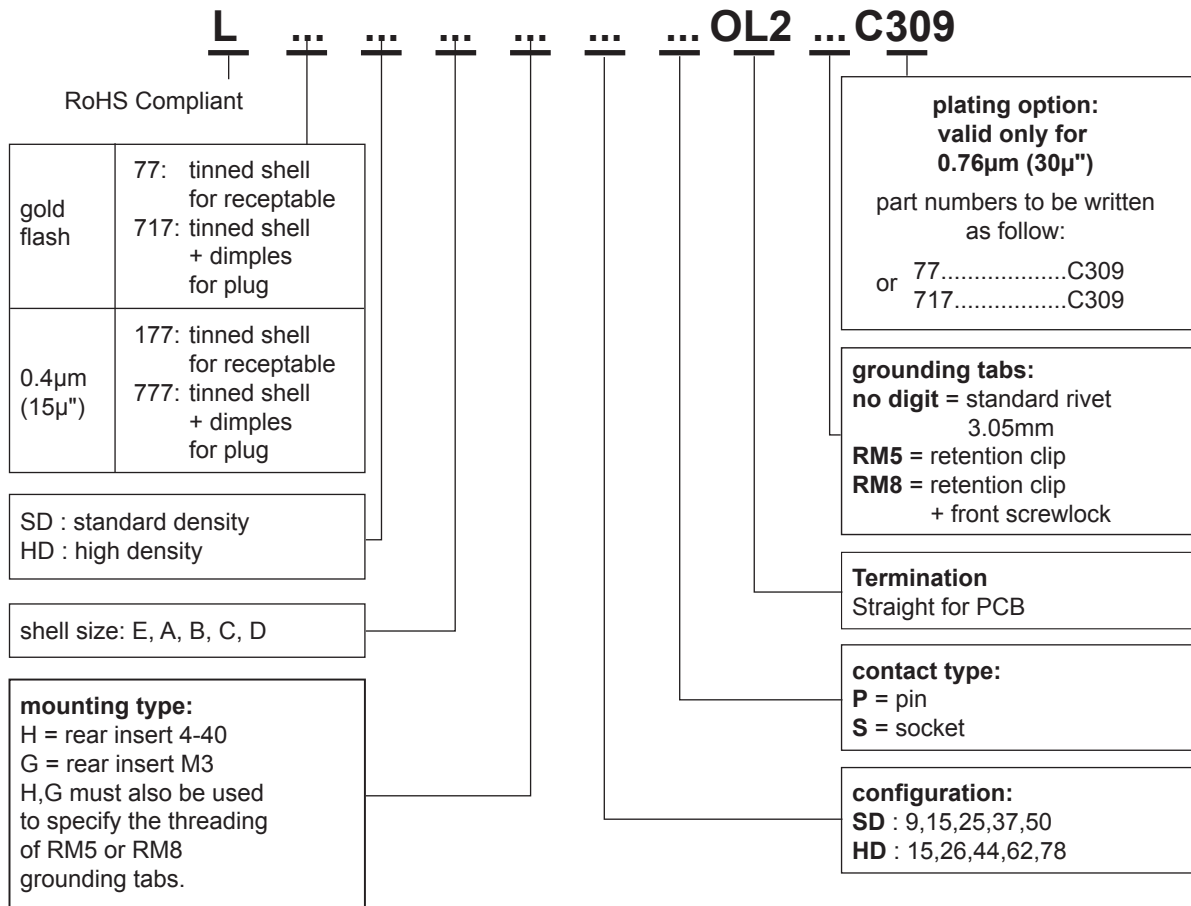 L ... ... ... ... ... ... OL2 ... C309
RoHS Compliant
gold
flash
77: tinned shell
for receptable
717: tinned shell
+ dimples
for plug
0.4µm
(15µ")
177: tinned shell
for receptable
777: tinned shell
+ dimples
for plug
SD : standard density
HD : high density
shell size: E, A, B, C, D
mounting type:
H = rear insert 4-40
G = rear insert M3
H,G must also be used
to specify the threading
of RM5 or RM8
grounding tabs.
plating option:
valid only for
0.76µm (30µ")
part numbers to be written
as follow:
77..................C309
or
717................C309
grounding tabs:
no digit = standard rivet
3.05mm
RM5 = retention clip
RM8 = retention clip
+ front screwlock
Termination
Straight for PCB
contact type:
P = pin
S = socket
configuration:
SD : 9,15,25,37,50
HD : 15,26,44,62,78